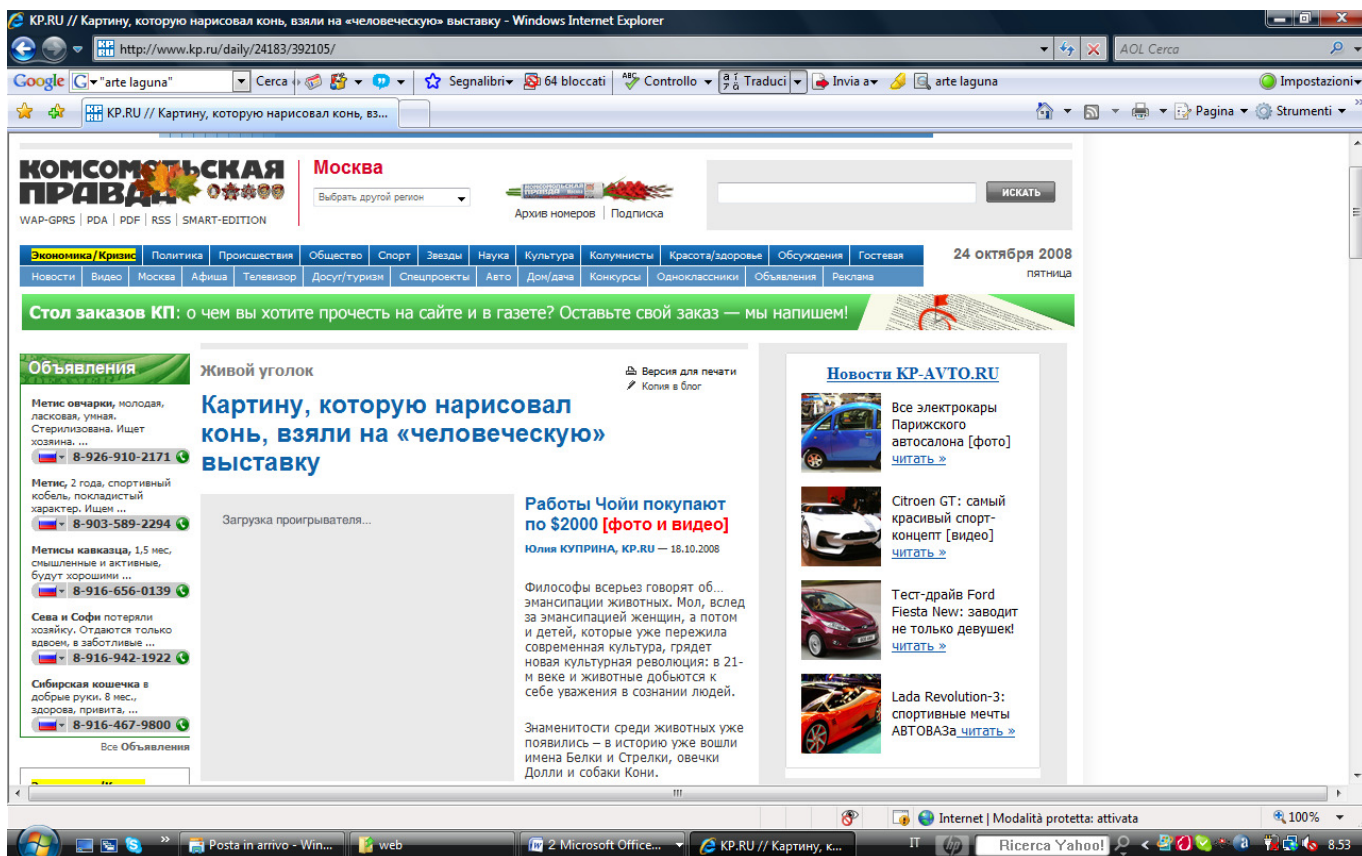 KP.RU // Картину, которую нарисовал конь, взяли на «человеческую» выставку - Windows Internet Explorer
http://www.kp.ru/daily/24183/392105/
AOL Cerca
Google "arte laguna" Cerca Segnalibri 64 bloccati Controllo Traduci Invia a arte laguna Impostazioni
KP.RU // Картину, которую нарисовал конь, вз...
Pagina Strumenti
КОМСОМОЛЬСКАЯ
ПРАВДА
WAP-GPRS | PDA | PDF | RSS | SMART-EDITION
Москва
Выбрать другой регион
Архив номеров | Подписка
ИСКАТЬ
Экономика/Кризис Политика Происшествия Общество Спорт Звезды Наука Культура Колумнисты Красота/здоровье Обсуждения Гостевая
Новости Видео Москва Афиша Телевизор Досуг/туризм Спецпроекты Авто Дом/дача Конкурсы Одноклассники Объявления Реклама
24 октября 2008
пятница
Стол заказов КП: о чем вы хотите прочесть на сайте и в газете? Оставьте свой заказ — мы напишем!
Объявления
Метис овчарки, молодая,
ласковая, умная.
Стерилизована. Ищет
хозяина. ...
8-926-910-2171
Метис, 2 года, спортивный
кобель, покладистый
характер. Ищем ...
8-903-589-2294
Метисы кавказца, 1,5 мес,
смышленные и активные,
будут хорошими ...
8-916-656-0139
Сева и Софи потеряли
хозяйку. Отдаются только
вдвоем, в заботливые ...
8-916-942-1922
Сибирская кошечка в
добрые руки. 8 мес.,
здорова, привита, ...
8-916-467-9800
Все Объявления
Живой уголок
Версия для печати
Копия в блог
Картину, которую нарисовал
конь, взяли на «человеческую»
выставку
Загрузка проигрывателя...
Работы Чойи покупают
по $2000 [фото и видео]
Юлия КУПРИНА, KP.RU — 18.10.2008
Философы всерьез говорят об...
эмансипации животных. Мол, вслед
за эмансипацией женщин, а потом
и детей, которые уже пережила
современная культура, грядет
новая культурная революция: в 21-
м веке и животные добьются к
себе уважения в сознании людей.
Знаменитости среди животных уже
появились – в историю уже вошли
имена Белки и Стрелки, овечки
Долли и собаки Кони.
Новости KP-AVTO.RU
Все электрокары
Парижского
автосалона [фото]
читать »
Citroen GT: самый
красивый спорт-
концепт [видео]
читать »
Тест-драйв Ford
Fiesta New: заводит
не только девушек!
читать »
Lada Revolution-3:
спортивные мечты
АВТОВАЗа читать »
Internet | Modalità protetta: attivata
100%
Posta in arrivo - Win... web 2 Microsoft Office... KP.RU // Картину, к... IT hp Ricerca Yahoo! 8.53